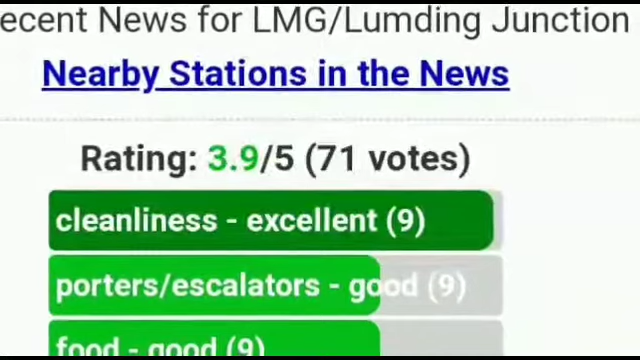 ecent News for LMG/Lumding Junction
Nearby Stations in the News
Rating: 3.9/5 (71 votes)
cleanliness - excellent (9)
porters/escalators - good (9)
food - good (9)